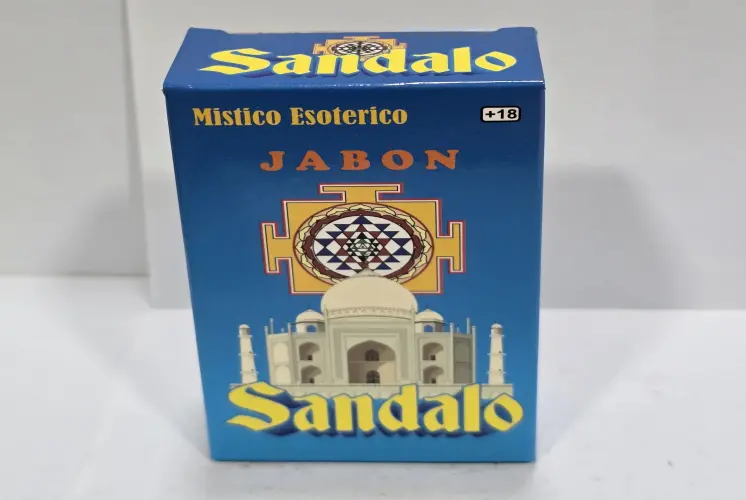 Sandalo
Mistico Esoterico +18
JABON
Sandalo